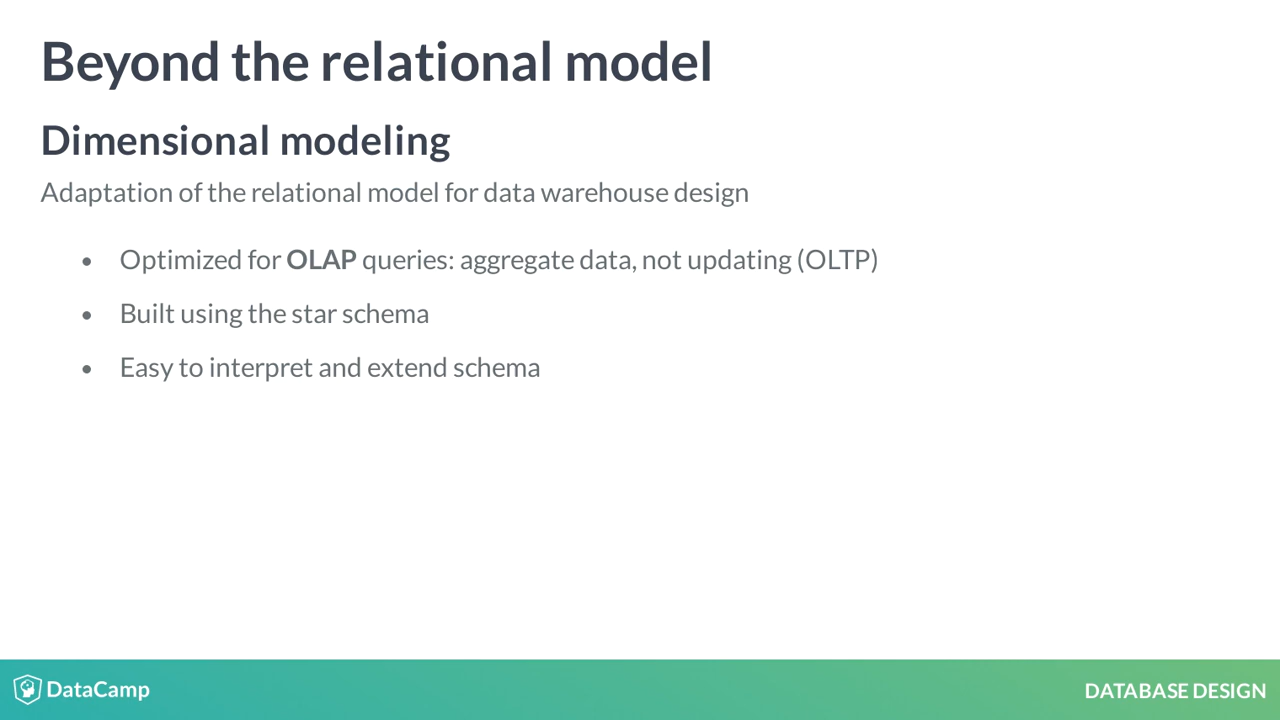 Beyond the relational model
Dimensional modeling
Adaptation of the relational model for data warehouse design
• Optimized for OLAP queries: aggregate data, not updating (OLTP)
• Built using the star schema
• Easy to interpret and extend schema
DataCamp
DATABASE DESIGN